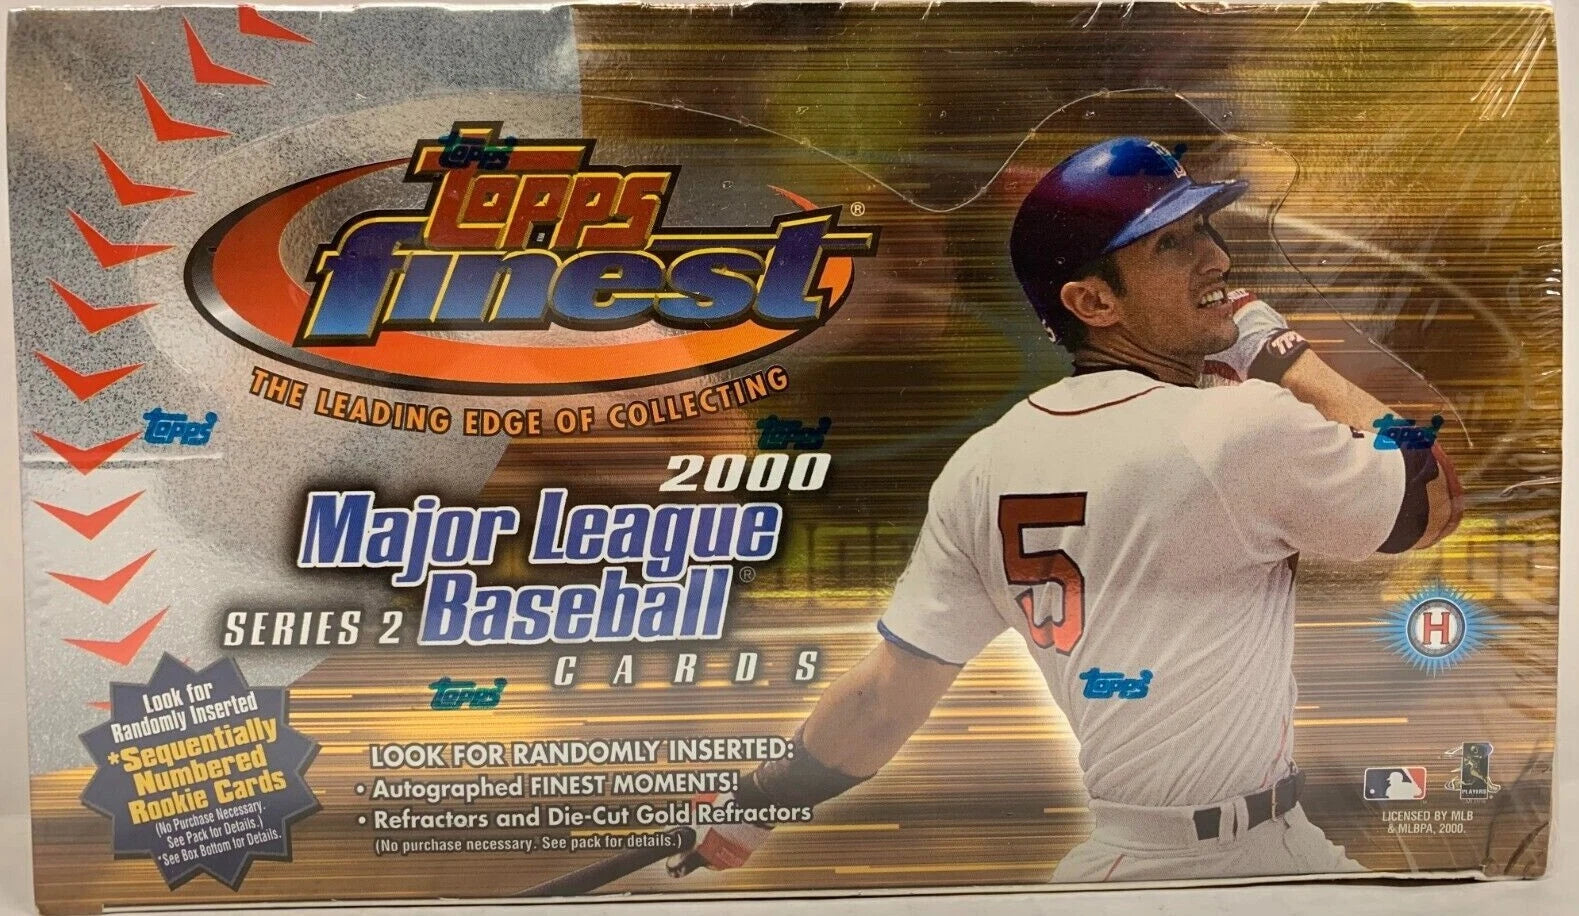 Topps
finest®
THE LEADING EDGE OF COLLECTING
2000
Major League
Baseball®
SERIES 2
CARDS
Look for
Randomly Inserted
*Sequentially
Numbered
Rookie Cards
(No Purchase Necessary.
See Pack for Details.)
*See Box Bottom for Details.
LOOK FOR RANDOMLY INSERTED:
• Autographed FINEST MOMENTS!
• Refractors and Die-Cut Gold Refractors
(No purchase necessary. See pack for details.)
5
H
PLAYERS
LICENSED BY MLB
& MLBPA, 2000.
Topps
Topps
Topps
Topps
Topps
Topps